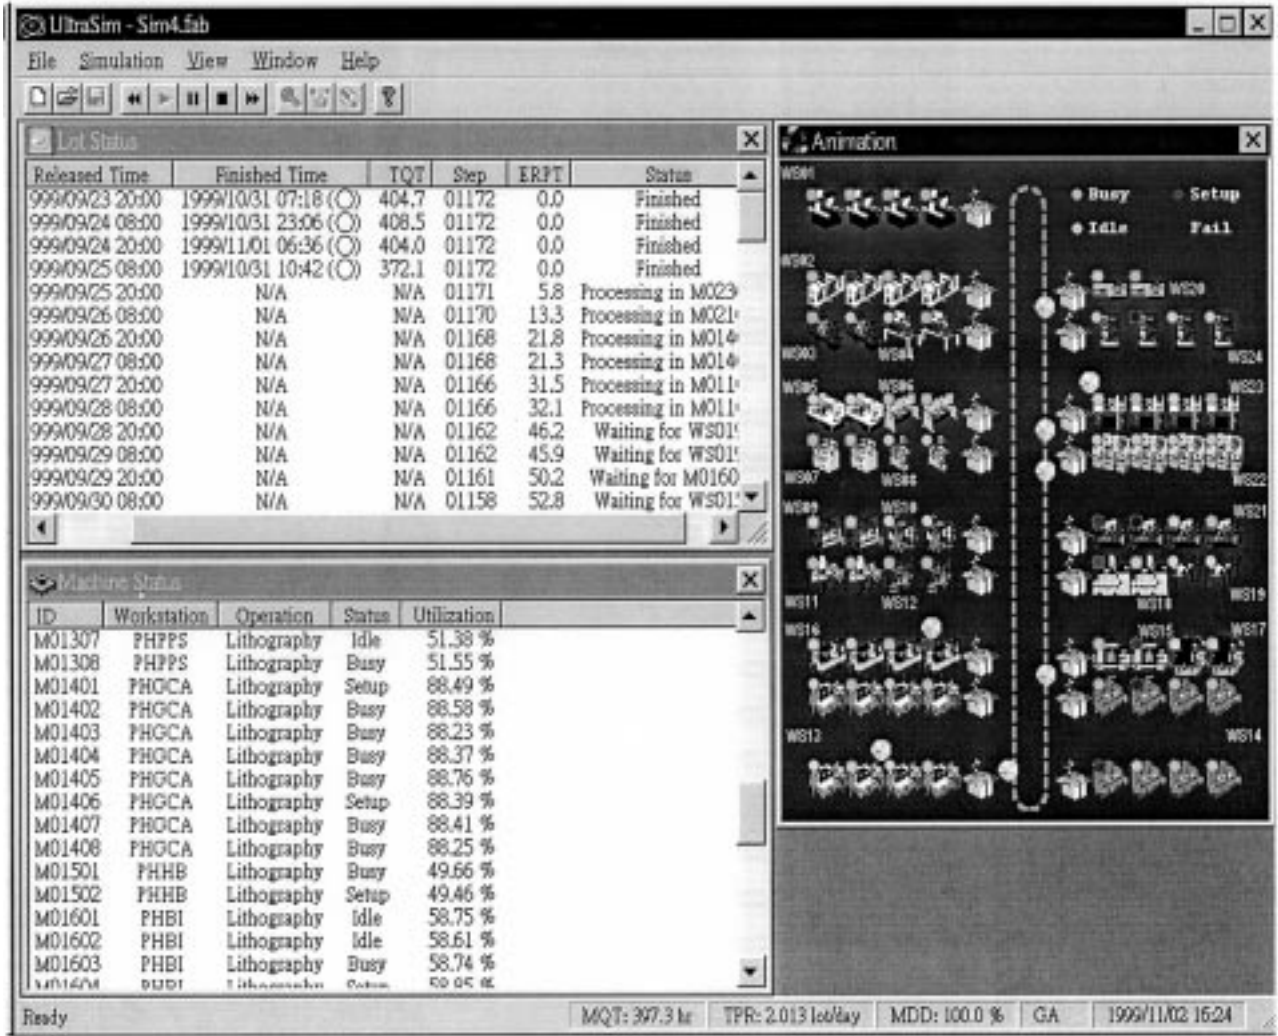 UltraSim - Sim4.fab
File Simulation View Window Help
Lot Status
Released Time Finished Time TQT Step ERPT Status
999/09/23 20:00 1999/10/31 07:18 (○) 404.7 01172 0.0 Finished
999/09/24 08:00 1999/10/31 23:06 (○) 408.5 01172 0.0 Finished
999/09/24 20:00 1999/11/01 06:36 (○) 404.0 01172 0.0 Finished
999/09/25 08:00 1999/10/31 10:42 (○) 372.1 01172 0.0 Finished
999/09/25 20:00 N/A N/A 01171 5.8 Processing in M023
999/09/26 08:00 N/A N/A 01170 13.3 Processing in M021
999/09/26 20:00 N/A N/A 01168 21.8 Processing in M014
999/09/27 08:00 N/A N/A 01168 21.3 Processing in M014
999/09/27 20:00 N/A N/A 01166 31.5 Processing in M011
999/09/28 08:00 N/A N/A 01166 32.1 Processing in M011
999/09/28 20:00 N/A N/A 01162 46.2 Waiting for WS01
999/09/29 08:00 N/A N/A 01162 45.9 Waiting for WS01
999/09/29 20:00 N/A N/A 01161 50.2 Waiting for M0160
999/09/30 08:00 N/A N/A 01158 52.8 Waiting for WS01
Machine Status
ID Workstation Operation Status Utilization
M01307 PHPPS Lithography Idle 51.38 %
M01308 PHPPS Lithography Busy 51.55 %
M01401 PHGCA Lithography Setup 88.49 %
M01402 PHGCA Lithography Busy 88.58 %
M01403 PHGCA Lithography Busy 88.23 %
M01404 PHGCA Lithography Busy 88.37 %
M01405 PHGCA Lithography Busy 88.76 %
M01406 PHGCA Lithography Setup 88.39 %
M01407 PHGCA Lithography Busy 88.41 %
M01408 PHGCA Lithography Busy 88.25 %
M01501 PHHB Lithography Busy 49.66 %
M01502 PHHB Lithography Setup 49.46 %
M01601 PHBI Lithography Idle 58.75 %
M01602 PHBI Lithography Idle 58.61 %
M01603 PHBI Lithography Busy 58.74 %
M01604 PHBI Lithography Setup 58.95 %
Animation
WS01
Busy Setup
Idle Fail
WS02
WS20
WS03 WS04
WS24
WS05 WS06
WS23
WS07 WS08
WS22
WS09 WS10
WS21
WS11 WS12
WS18 WS19
WS16
WS15 WS17
WS13
WS14
Ready MQT: 397.3 hr TPR: 2.013 lot/day MDD: 100.0 % GA 1999/11/02 16:24